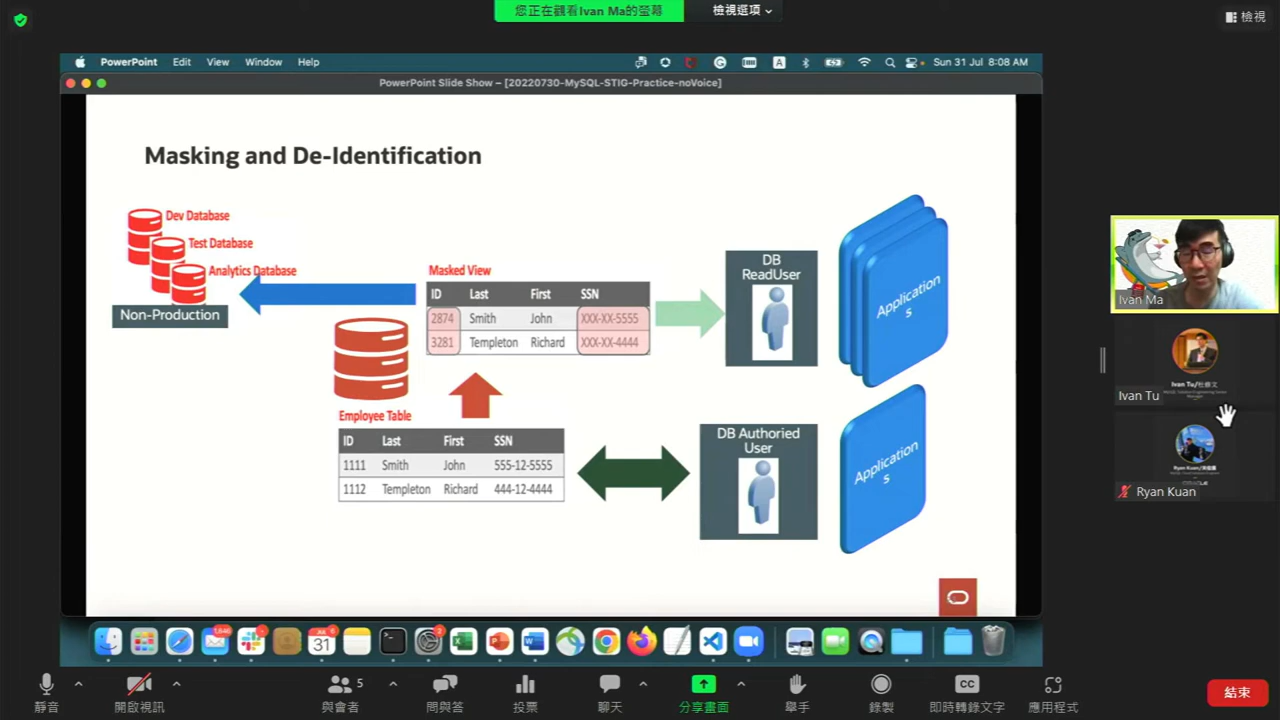 您正在觀看Ivan Ma的螢幕
檢視選項
檢視
PowerPoint Edit View Window Help
A
Sun 31 Jul 8:08 AM
PowerPoint Slide Show – [20220730-MySQL-STIG-Practice-noVoice]
Masking and De-Identification
Dev Database
Test Database
Analytics Database
Non-Production
Masked View
ID Last First SSN
2874 Smith John XXX-XX-5555
3281 Templeton Richard XXX-XX-4444
DB
ReadUser
Application
s
Employee Table
ID Last First SSN
1111 Smith John 555-12-5555
1112 Templeton Richard 444-12-4444
DB Authoried
User
Application
s
Ivan Ma
Ivan Tu
Ryan Kuan
JUL
31
靜音
開啟視訊
5
與會者
問與答
投票
聊天
分享畫面
舉手
錄製
CC
即時轉錄文字
應用程式
結束